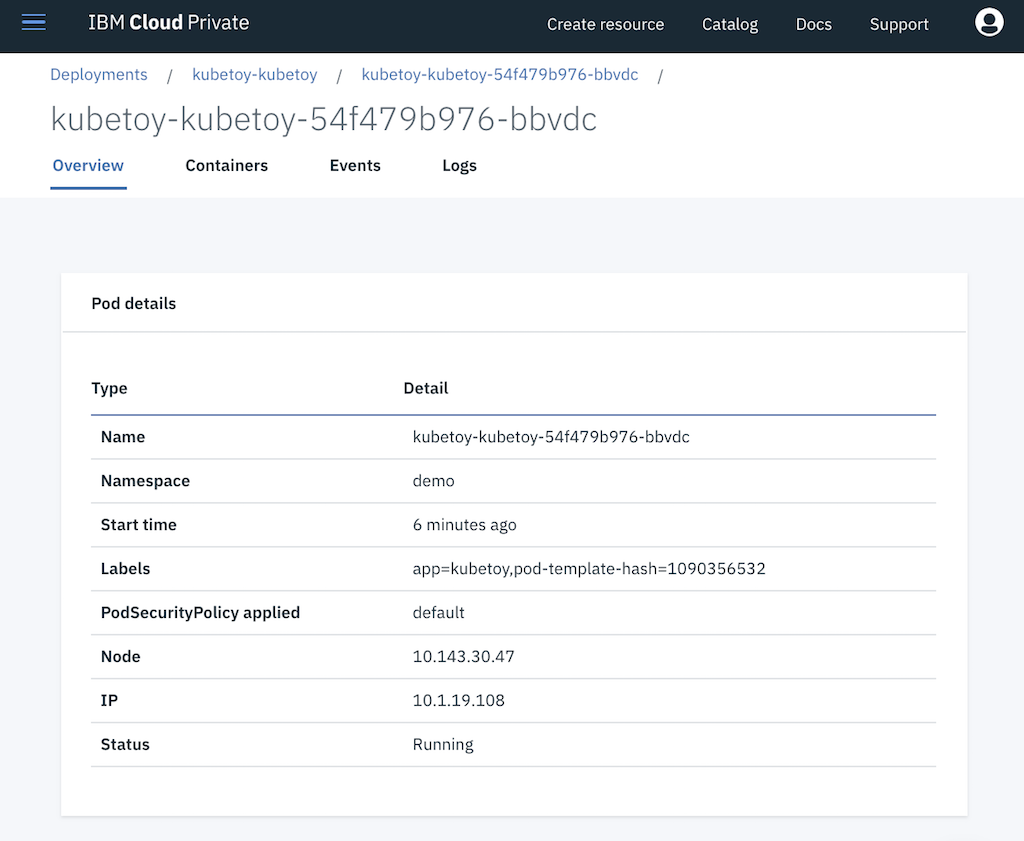 IBM Cloud Private Create resource Catalog Docs Support
Deployments / kubetoy-kubetoy / kubetoy-kubetoy-54f479b976-bbvdc /
kubetoy-kubetoy-54f479b976-bbvdc
Overview Containers Events Logs
Pod details
Type Detail
Name kubetoy-kubetoy-54f479b976-bbvdc
Namespace demo
Start time 6 minutes ago
Labels app=kubetoy,pod-template-hash=1090356532
PodSecurityPolicy applied default
Node 10.143.30.47
IP 10.1.19.108
Status Running